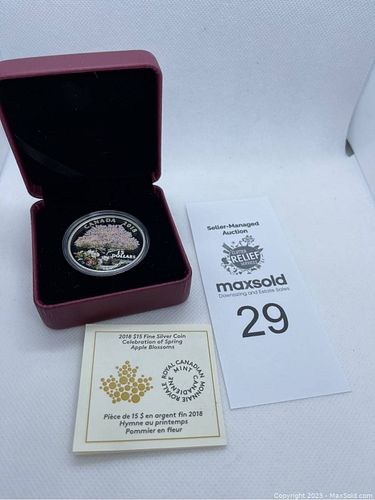 CANADA 2018
15
DOLLARS
Seller-Managed
Auction
RELIEF
maxsold
Downsizing and Estate Sales
29
2018 $15 Fine Silver Coin
Celebration of Spring
Apple Blossoms
ROYAL CANADIAN MINT
MONNAIE ROYALE CANADIENNE
Pièce de 15 $ en argent fin 2018
Hymne au printemps
Pommier en fleur
Copyright 2023 - MaxSold.com